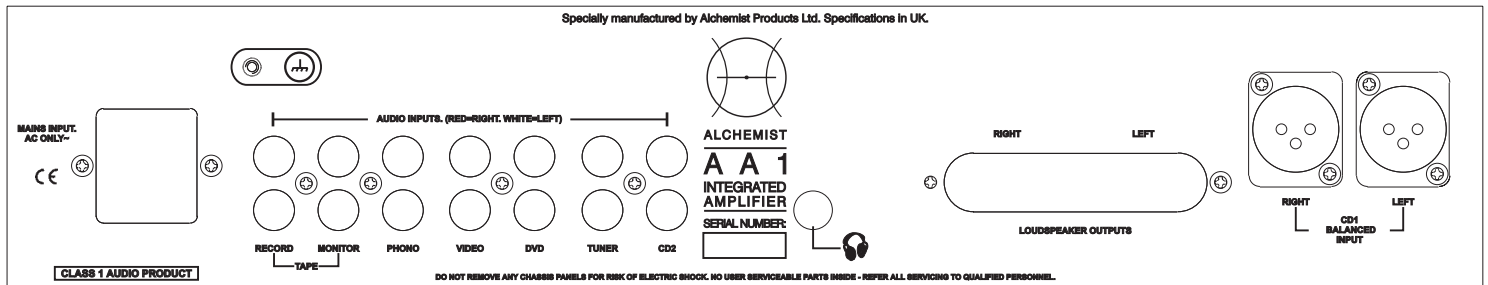 Specially manufactured by Alchemist Products Ltd. Specifications in UK.
MAINS INPUT.
AC ONLY~
CE
AUDIO INPUTS. (RED=RIGHT. WHITE=LEFT)
RECORD
MONITOR
PHONO
VIDEO
DVD
TUNER
CD2
TAPE
CLASS 1 AUDIO PRODUCT
ALCHEMIST
A A 1
INTEGRATED
AMPLIFIER
SERIAL NUMBER:
RIGHT
LEFT
LOUDSPEAKER OUTPUTS
RIGHT
LEFT
CD1
BALANCED
INPUT
DO NOT REMOVE ANY CHASSIS PANELS FOR RISK OF ELECTRIC SHOCK. NO USER SERVICEABLE PARTS INSIDE - REFER ALL SERVICING TO QUALIFIED PERSONNEL.